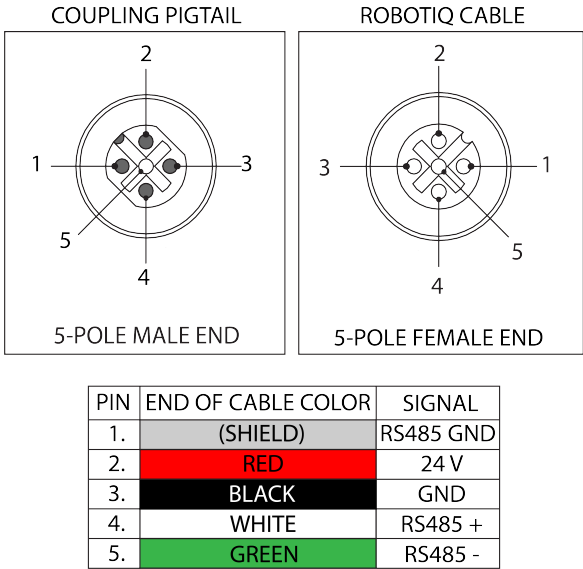 COUPLING PIGTAIL
2
1
3
5
4
5-POLE MALE END
ROBOTIQ CABLE
2
3
1
5
4
5-POLE FEMALE END
PIN END OF CABLE COLOR SIGNAL
1. (SHIELD) RS485 GND
2. RED 24 V
3. BLACK GND
4. WHITE RS485 +
5. GREEN RS485 -